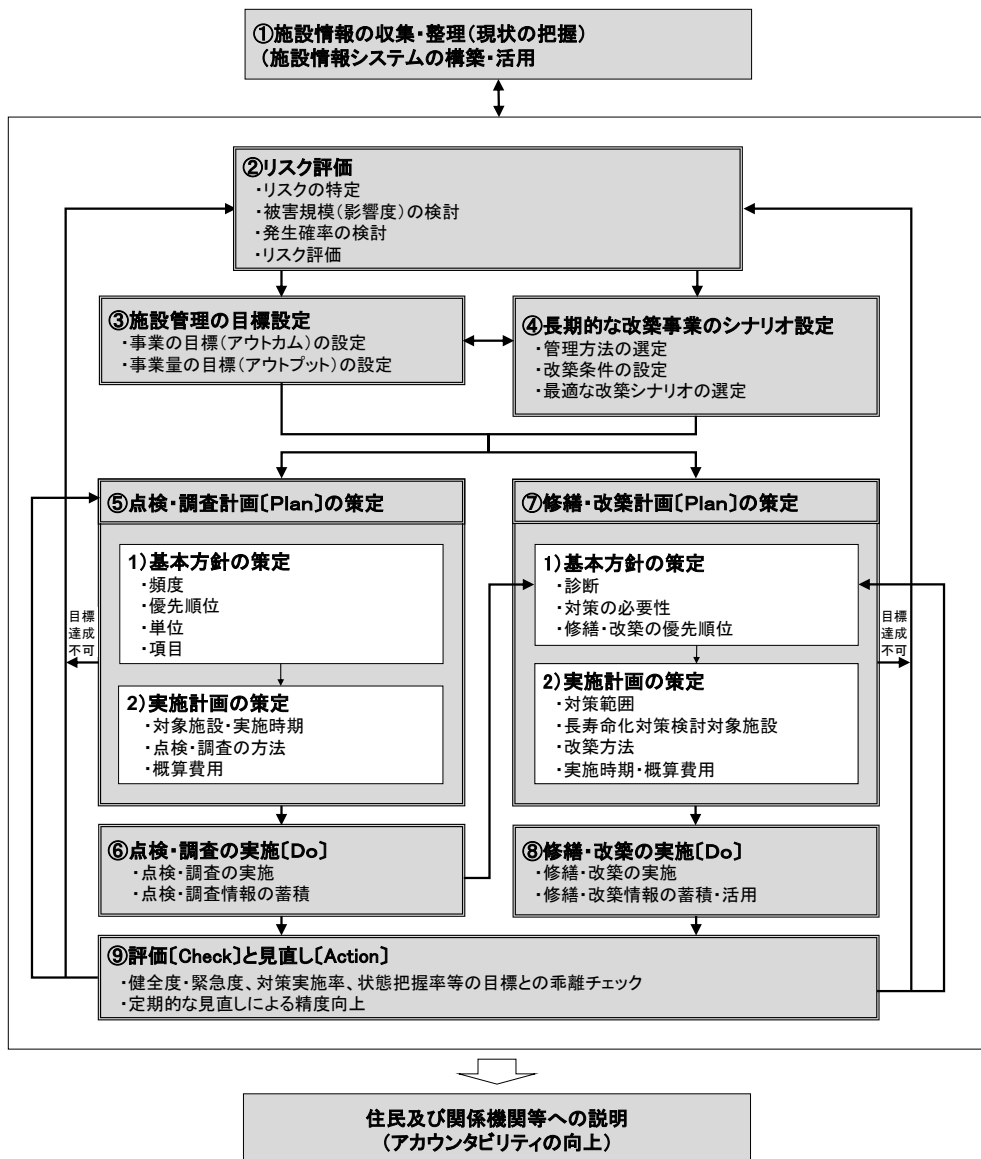 ①施設情報の収集・整理(現状の把握)
(施設情報システムの構築・活用
②リスク評価
・リスクの特定
・被害規模(影響度)の検討
・発生確率の検討
・リスク評価
③施設管理の目標設定
・事業の目標(アウトカム)の設定
・事業量の目標(アウトプット)の設定
④長期的な改築事業のシナリオ設定
・管理方法の選定
・改築条件の設定
・最適な改築シナリオの選定
⑤点検・調査計画〔Plan〕の策定
1)基本方針の策定
・頻度
・優先順位
・単位
・項目
2)実施計画の策定
・対象施設・実施時期
・点検・調査の方法
・概算費用
目標
達成
不可
⑦修繕・改築計画〔Plan〕の策定
1)基本方針の策定
・診断
・対策の必要性
・修繕・改築の優先順位
2)実施計画の策定
・対策範囲
・長寿命化対策検討対象施設
・改築方法
・実施時期・概算費用
目標
達成
不可
⑥点検・調査の実施〔Do〕
・点検・調査の実施
・点検・調査情報の蓄積
⑧修繕・改築の実施〔Do〕
・修繕・改築の実施
・修繕・改築情報の蓄積・活用
⑨評価〔Check〕と見直し〔Action〕
・健全度・緊急度、対策実施率、状態把握率等の目標との乖離チェック
・定期的な見直しによる精度向上
住民及び関係機関等への説明
(アカウンタビリティの向上)